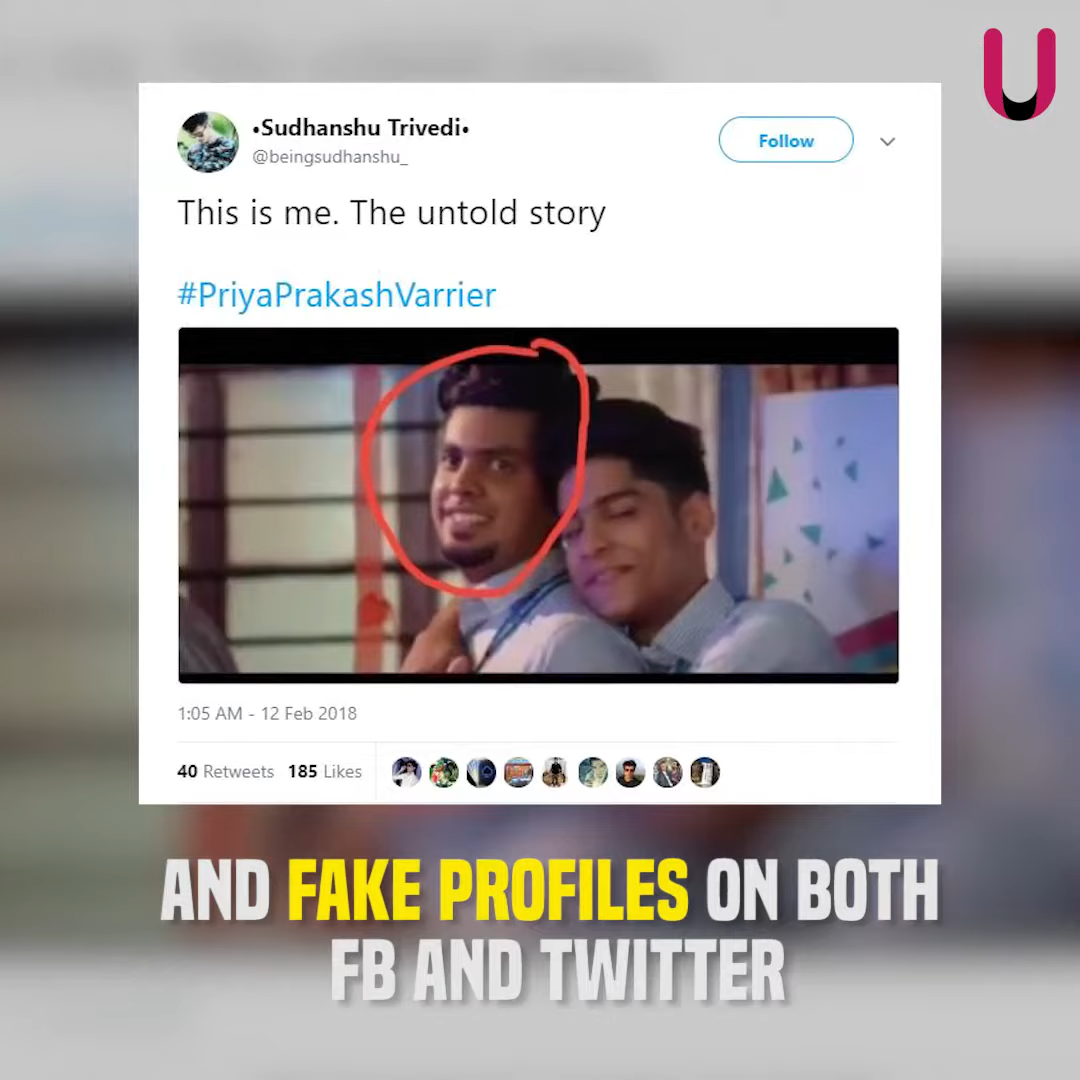 U
•Sudhanshu Trivedi•
@beingsudhanshu_
Follow
This is me. The untold story
#PriyaPrakashVarrier
1:05 AM - 12 Feb 2018
40 Retweets 185 Likes
AND FAKE PROFILES ON BOTH
FB AND TWITTER